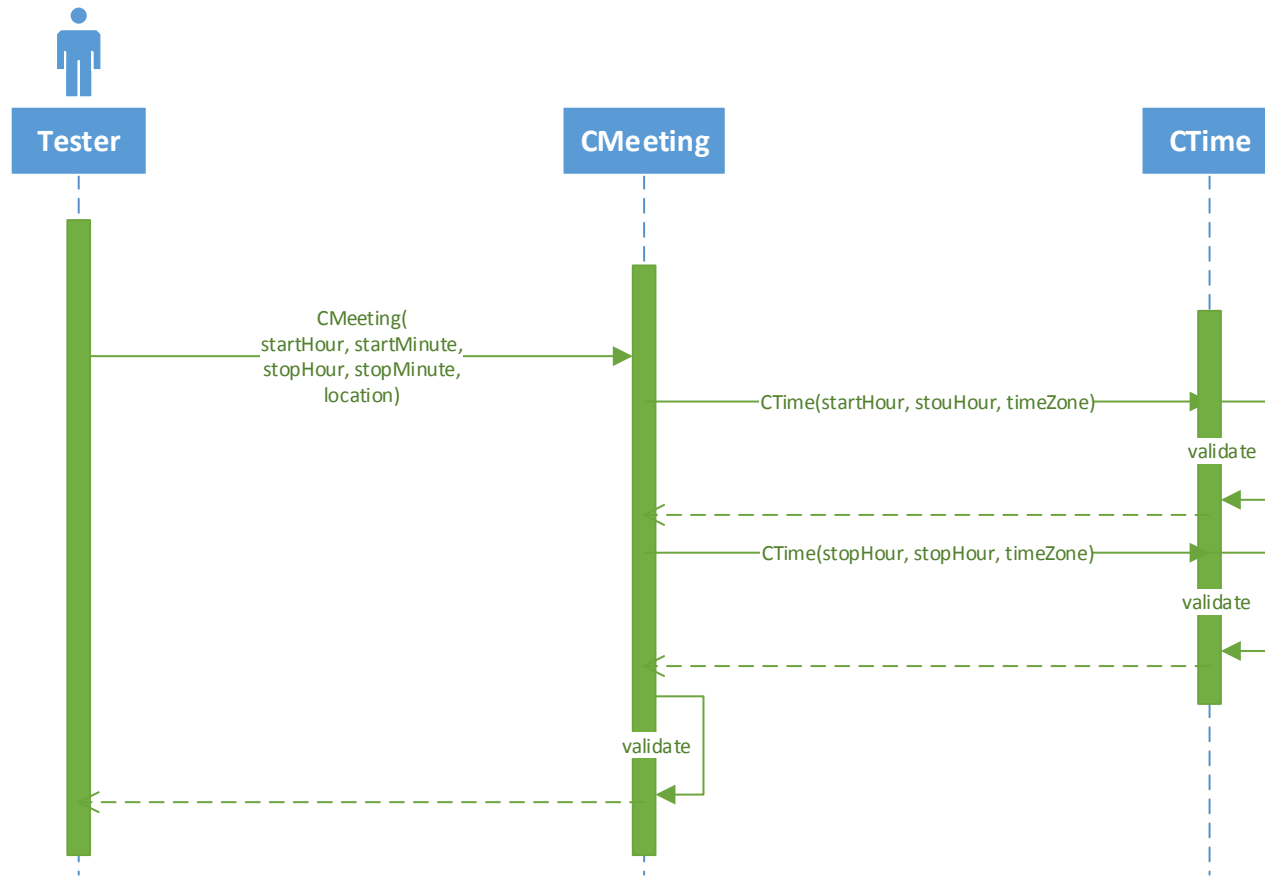 Tester
CMeeting
CTime
CMeeting(
startHour, startMinute,
stopHour, stopMinute,
location)
CTime(startHour, stouHour, timeZone)
validate
CTime(stopHour, stopHour, timeZone)
validate
validate